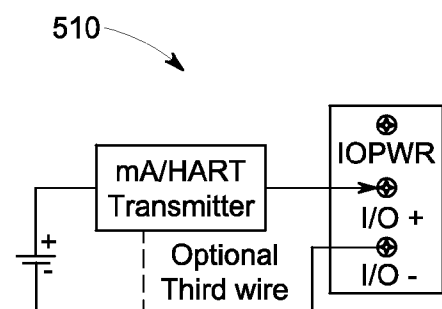 510
IOPWR
mA/HART
Transmitter
I/O +
+
-
Optional
Third wire
I/O -